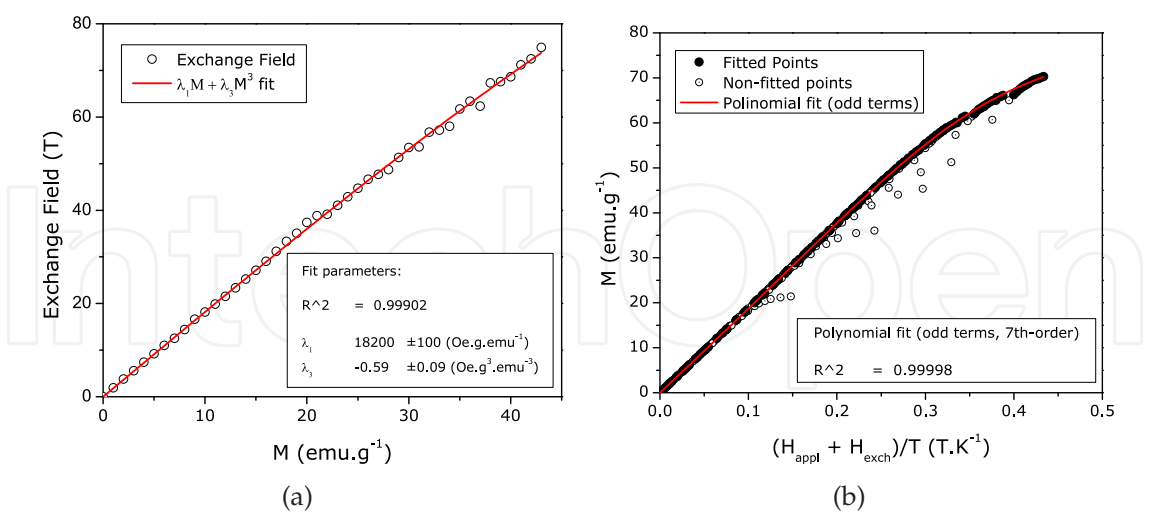 80
60
40
20
0
Exchange Field (T)
Exchange Field
λ₁M + λ₃M³ fit
Fit parameters:
R^2 = 0.99902
λ₁ 18200 ±100 (Oe.g.emu⁻¹)
λ₃ -0.59 ±0.09 (Oe.g³.emu⁻³)
0 10 20 30 40
M (emu.g⁻¹)
(a)
80
70
60
50
40
30
20
10
0
M (emu.g⁻¹)
Fitted Points
Non-fitted points
Polinomial fit (odd terms)
Polynomial fit (odd terms, 7th-order)
R^2 = 0.99998
0.0 0.1 0.2 0.3 0.4 0.5
(H_appl + H_exch)/T (T.K⁻¹)
(b)
IntechOpen